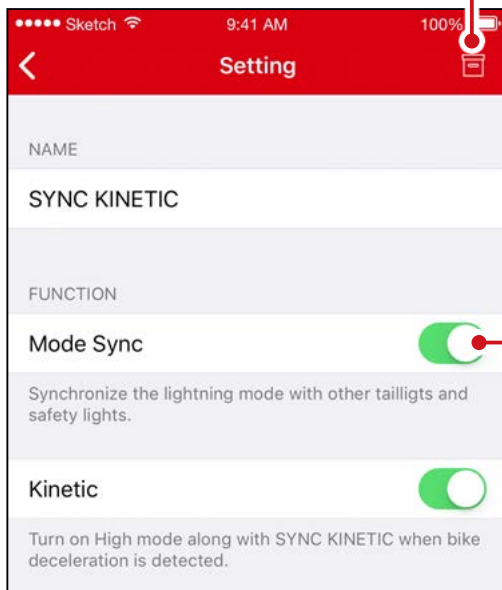 Sketch 9:41 AM 100%
Setting
NAME
SYNC KINETIC
FUNCTION
Mode Sync
Synchronize the lightning mode with other tailligts and
safety lights.
Kinetic
Turn on High mode along with SYNC KINETIC when bike
deceleration is detected.